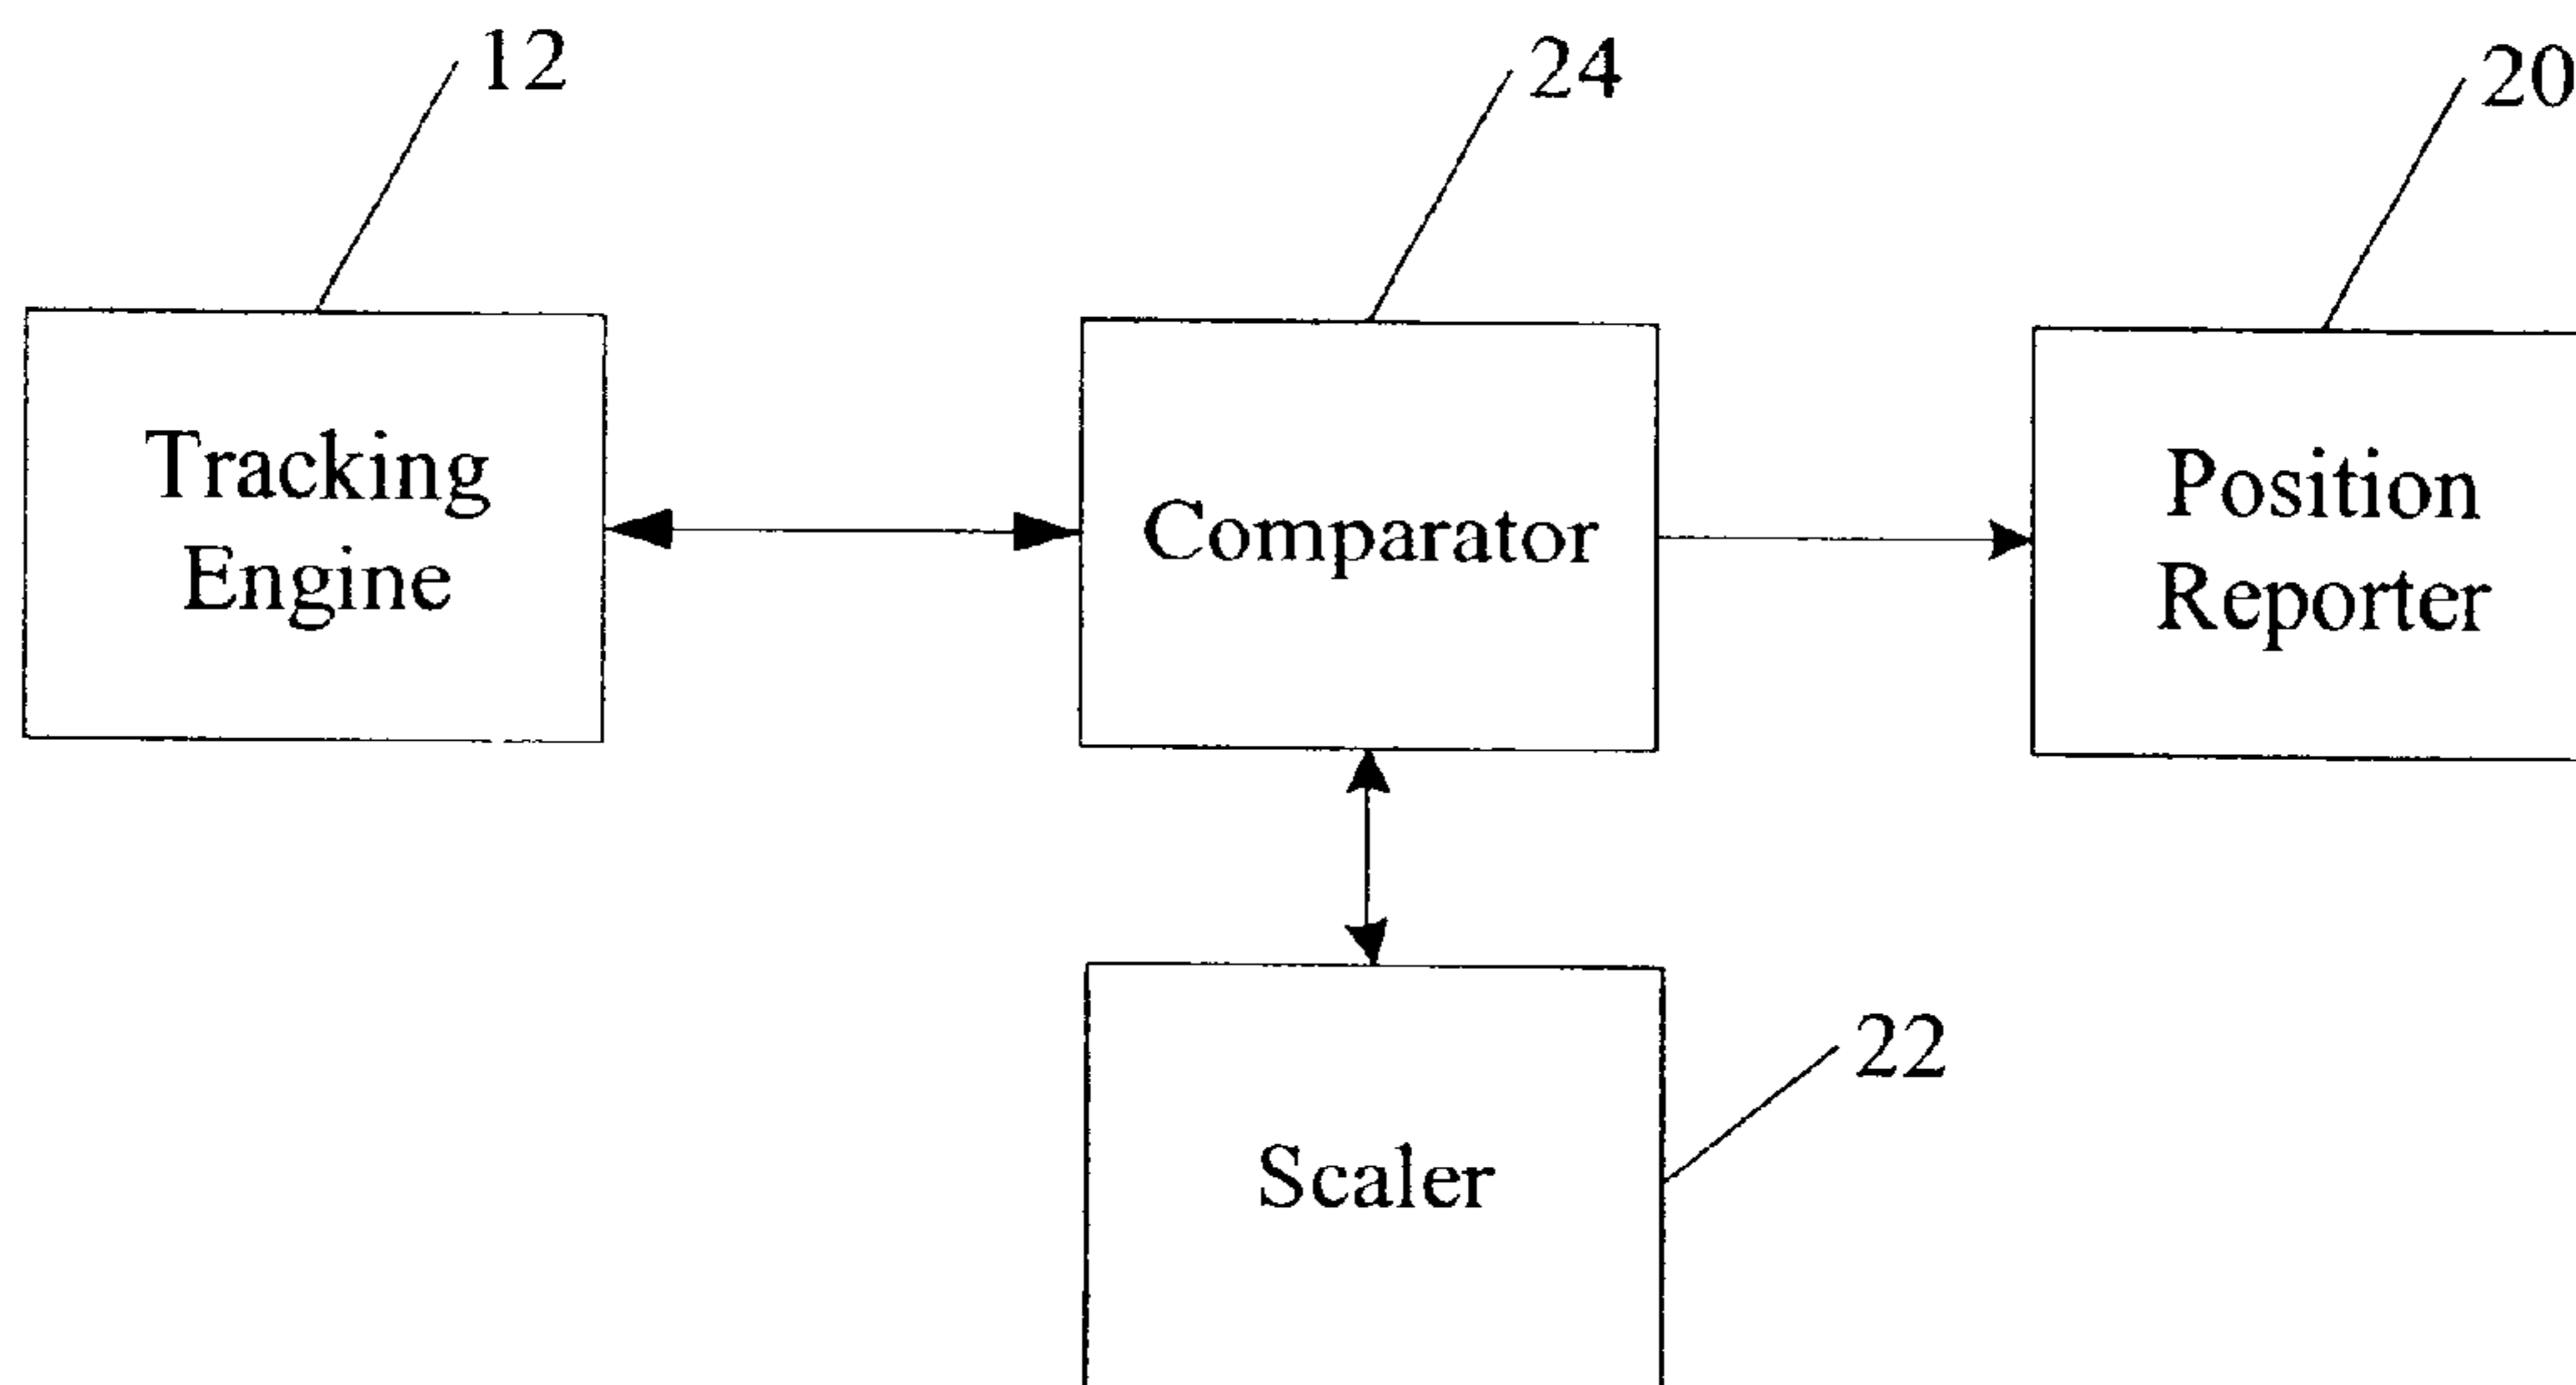 12
24
20
Tracking
Engine
Comparator
Position
Reporter
22
Scaler